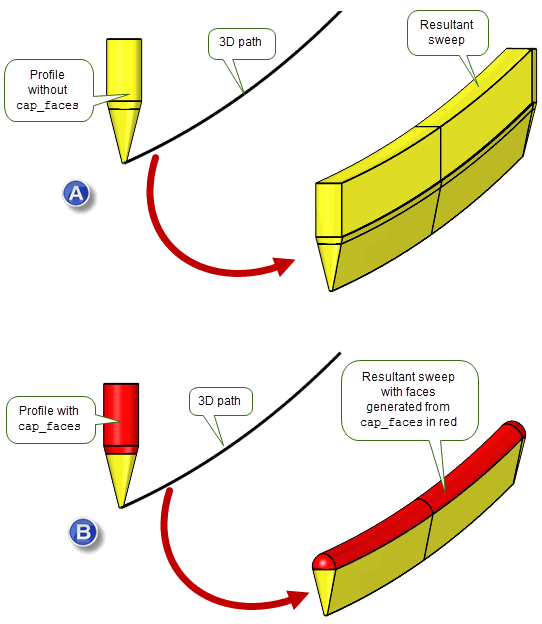 Profile
without
cap_faces
3D path
Resultant
sweep
A
Profile with
cap_faces
3D path
Resultant sweep
with faces
generated from
cap_faces in red
B